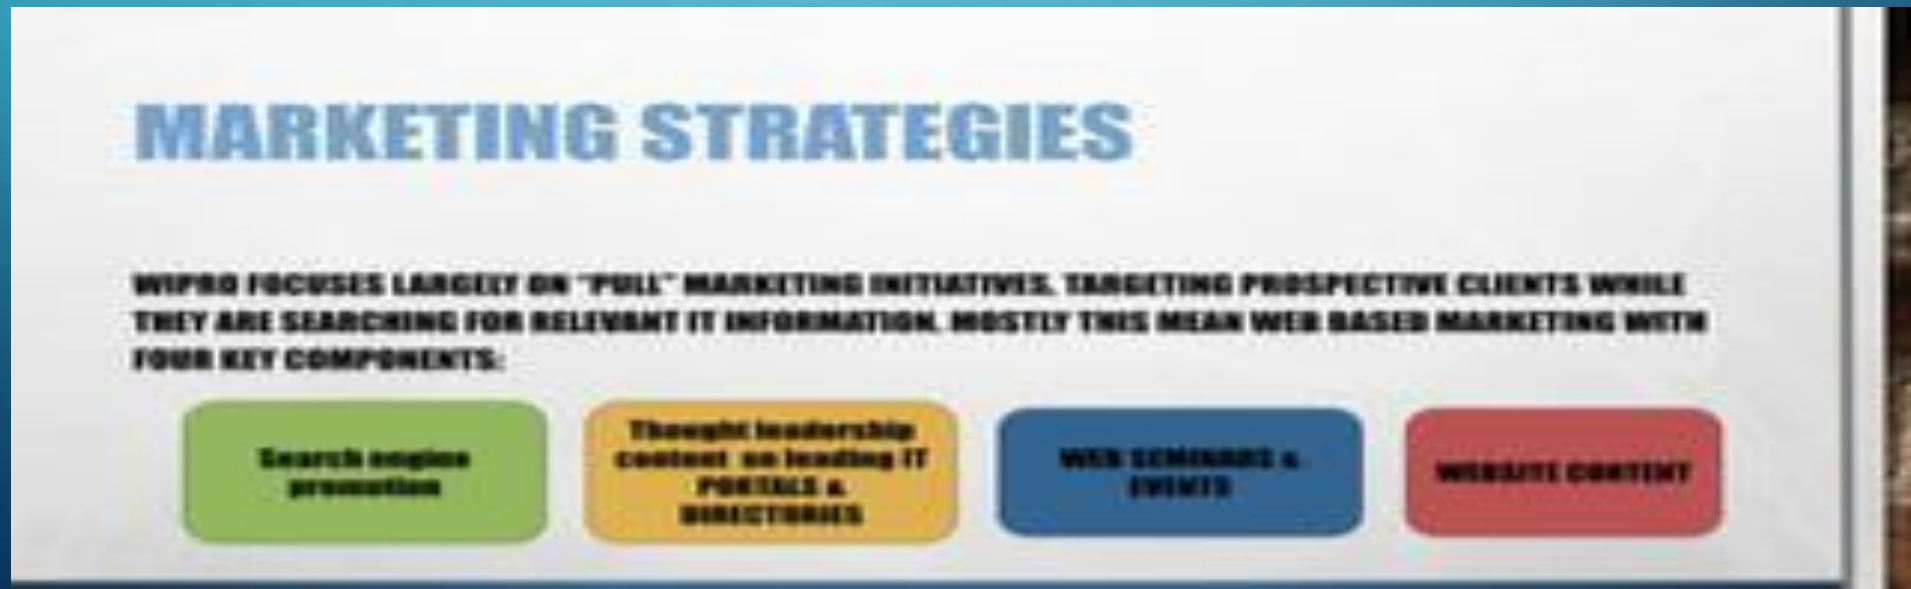 MARKETING STRATEGIES
WIPRO FOCUSES LARGELY ON "PULL" MARKETING INITIATIVES, TARGETING PROSPECTIVE CLIENTS WHILE
THEY ARE SEARCHING FOR RELEVANT IT INFORMATION. MOSTLY THIS MEAN WEB BASED MARKETING WITH
FOUR KEY COMPONENTS:
Search engine
promotion
Thought leadership
content on leading IT
PORTALS &
DIRECTORIES
WEB SEMINARS &
EVENTS
WEBSITE CONTENT